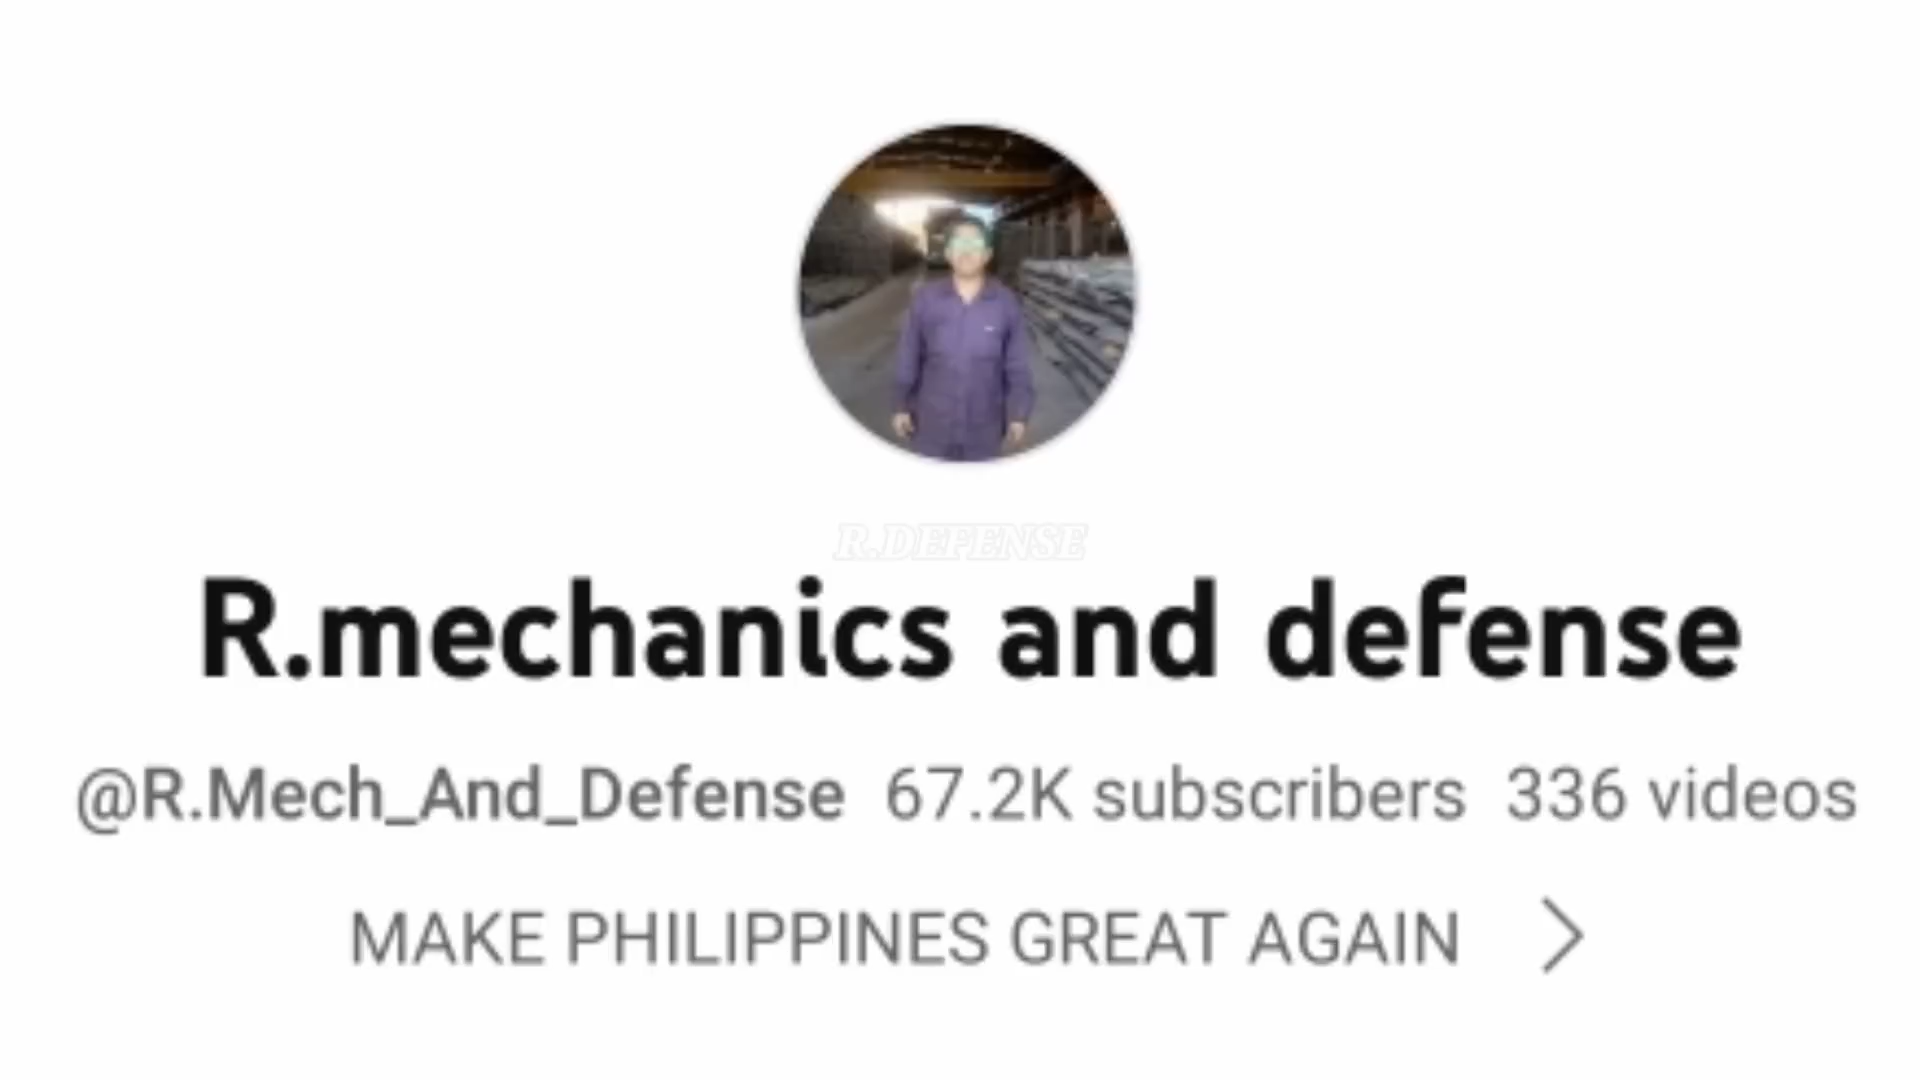 R.DEFENSE
R.mechanics and defense
@R.Mech_And_Defense 67.2K subscribers 336 videos
MAKE PHILIPPINES GREAT AGAIN >